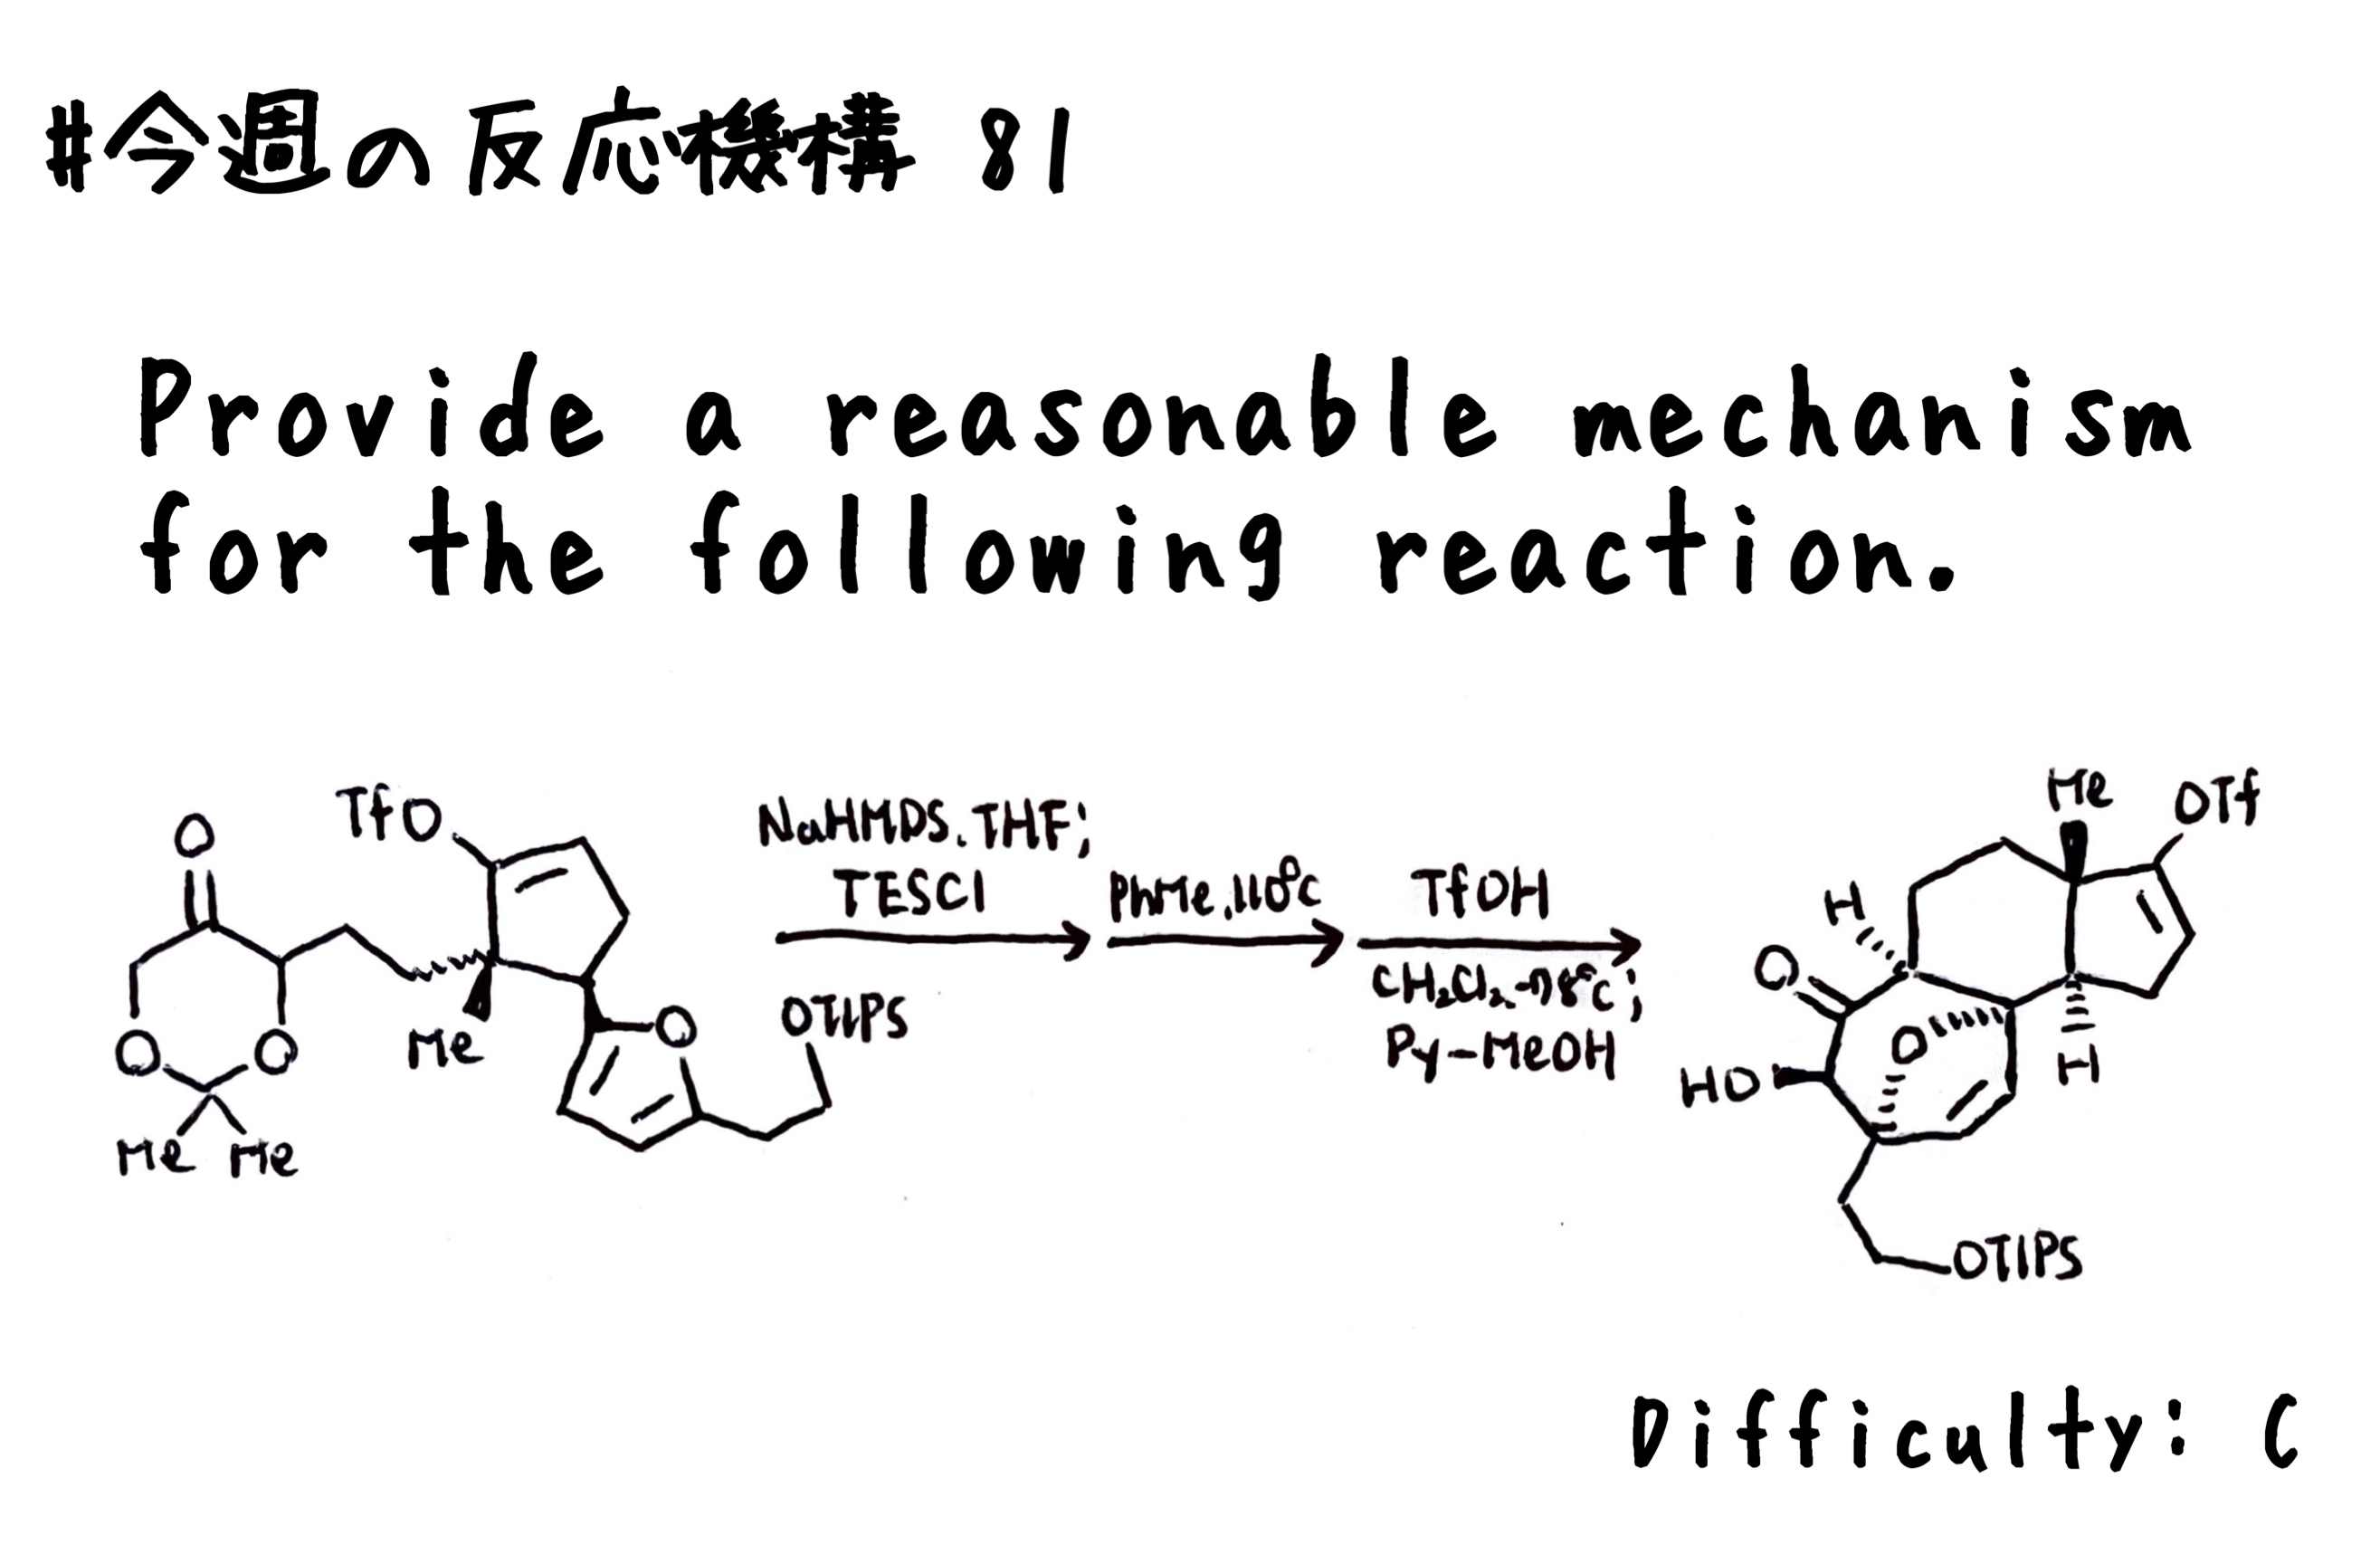 #今週の反応機構 81
Provide a reasonable mechanism
for the following reaction.
TfO
O
O
O
Me Me
Me
O
OTIPS
NaHMDS, THF;
TESCl
PhMe, 110°C
TfOH
CH₂Cl₂ -78°C;
Py-MeOH
Me
OTf
H
O
O
H
HO
OTIPS
Difficulty: C